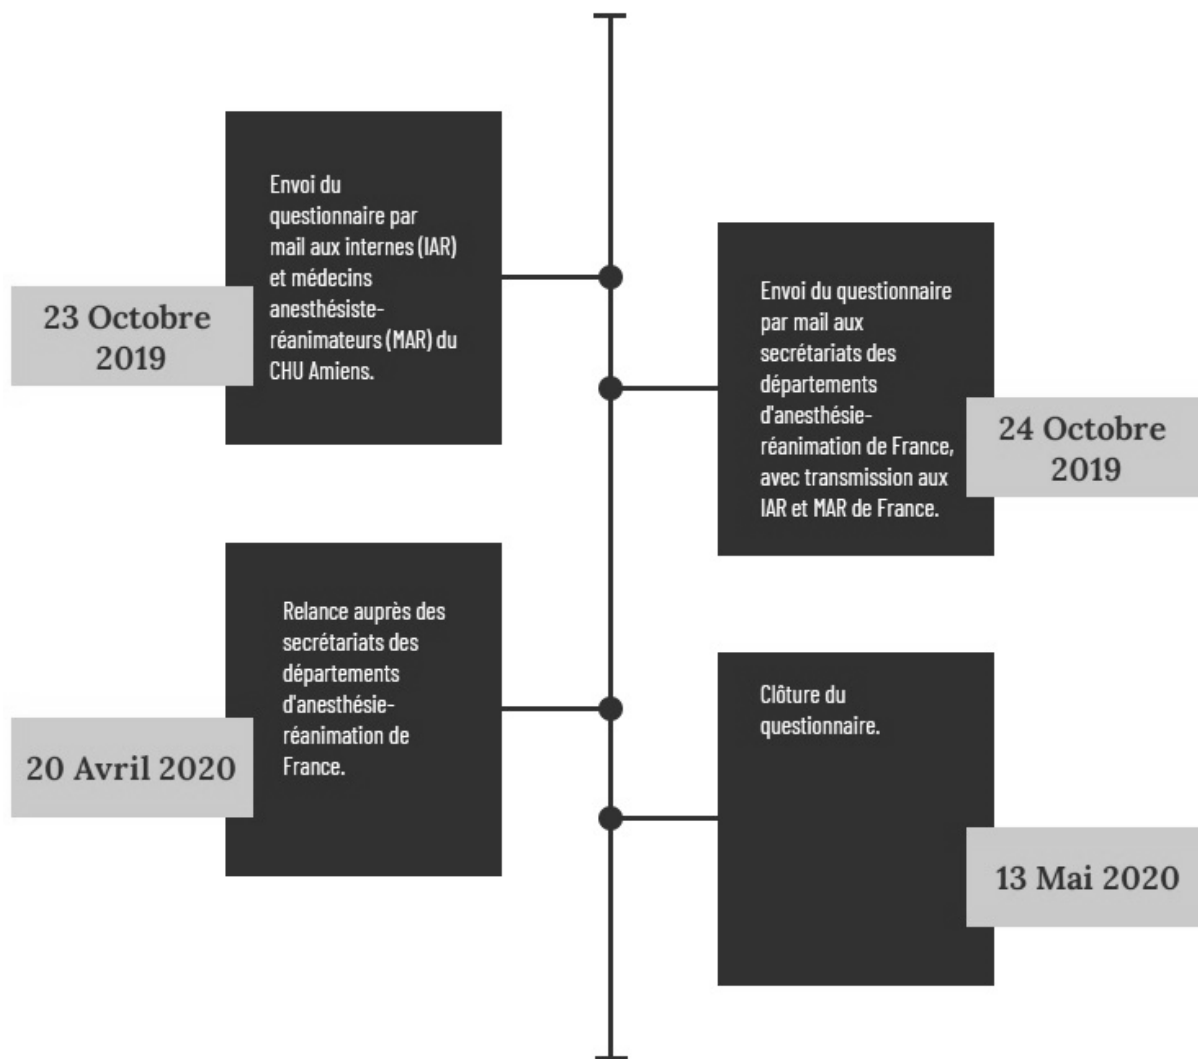 Envoi du
questionnaire par
mail aux internes (IAR)
et médecins
anesthésiste-
réanimateurs (MAR) du
CHU Amiens.
23 Octobre
2019
Envoi du questionnaire
par mail aux
secrétariats des
départements
d'anesthésie-
réanimation de France,
avec transmission aux
IAR et MAR de France.
24 Octobre
2019
Relance auprès des
secrétariats des
départements
d'anesthésie-
réanimation de
France.
20 Avril 2020
Clôture du
questionnaire.
13 Mai 2020